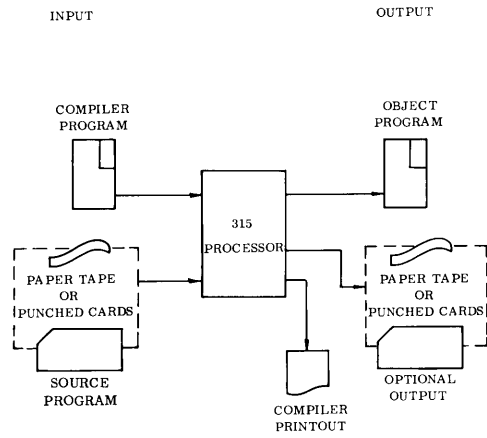 INPUT
OUTPUT
COMPILER
PROGRAM
OBJECT
PROGRAM
315
PROCESSOR
PAPER TAPE
OR
PUNCHED CARDS
SOURCE
PROGRAM
PAPER TAPE
OR
PUNCHED CARDS
OPTIONAL
OUTPUT
COMPILER
PRINTOUT